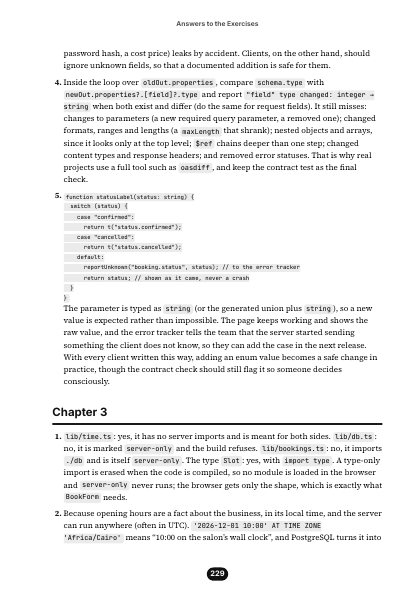 Answers to the Exercises
password hash, a cost price) leaks by accident. Clients, on the other hand, should
ignore unknown fields, so that a documented addition is safe for them.
4. Inside the loop over oldOut.properties, compare schema.type with
newOut.properties?.[field]?.type and report "field" type changed: integer →
string when both exist and differ (do the same for request fields). It still misses:
changes to parameters (a new required query parameter, a removed one); changed
formats, ranges and lengths (a maxLength that shrank); nested objects and arrays,
since it looks only at the top level; $ref chains deeper than one step; changed
content types and response headers; and removed error statuses. That is why real
projects use a full tool such as oasdiff, and keep the contract test as the final
check.
5. function statusLabel(status: string) {
switch (status) {
case "confirmed":
return t("status.confirmed");
case "cancelled":
return t("status.cancelled");
default:
reportUnknown("booking.status", status); // to the error tracker
return status; // shown as it came, never a crash
}
}
The parameter is typed as string (or the generated union plus string), so a new
value is expected rather than impossible. The page keeps working and shows the
raw value, and the error tracker tells the team that the server started sending
something the client does not know, so they can add the case in the next release.
With every client written this way, adding an enum value becomes a safe change in
practice, though the contract check should still flag it so someone decides
consciously.
Chapter 3
1. lib/time.ts: yes, it has no server imports and is meant for both sides. lib/db.ts:
no, it is marked server-only and the build refuses. lib/bookings.ts: no, it imports
./db and is itself server-only. The type Slot: yes, with import type. A type-only
import is erased when the code is compiled, so no module is loaded in the browser
and server-only never runs; the browser gets only the shape, which is exactly what
BookForm needs.
2. Because opening hours are a fact about the business, in its local time, and the server
can run anywhere (often in UTC). '2026-12-01 10:00' AT TIME ZONE
'Africa/Cairo' means “10:00 on the salon’s wall clock”, and PostgreSQL turns it into
229